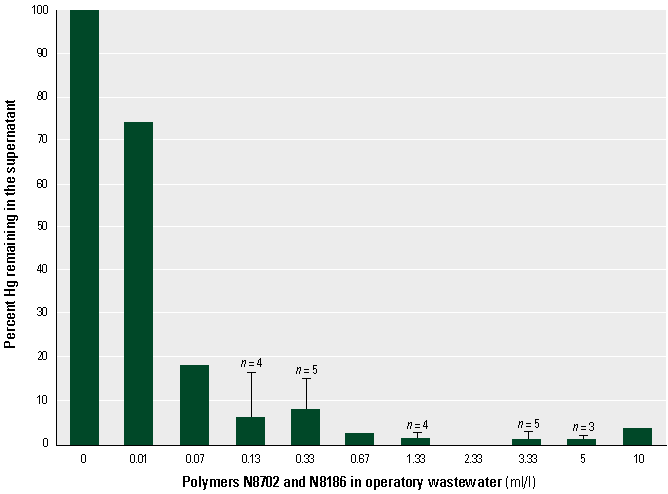 Percent Hg remaining in the supernatant
100
90
80
70
60
50
40
30
20
10
0
n = 4
n = 5
n = 4
n = 5
n = 3
0 0.01 0.07 0.13 0.33 0.67 1.33 2.33 3.33 5 10
Polymers N8702 and N8186 in operatory wastewater (ml/l)